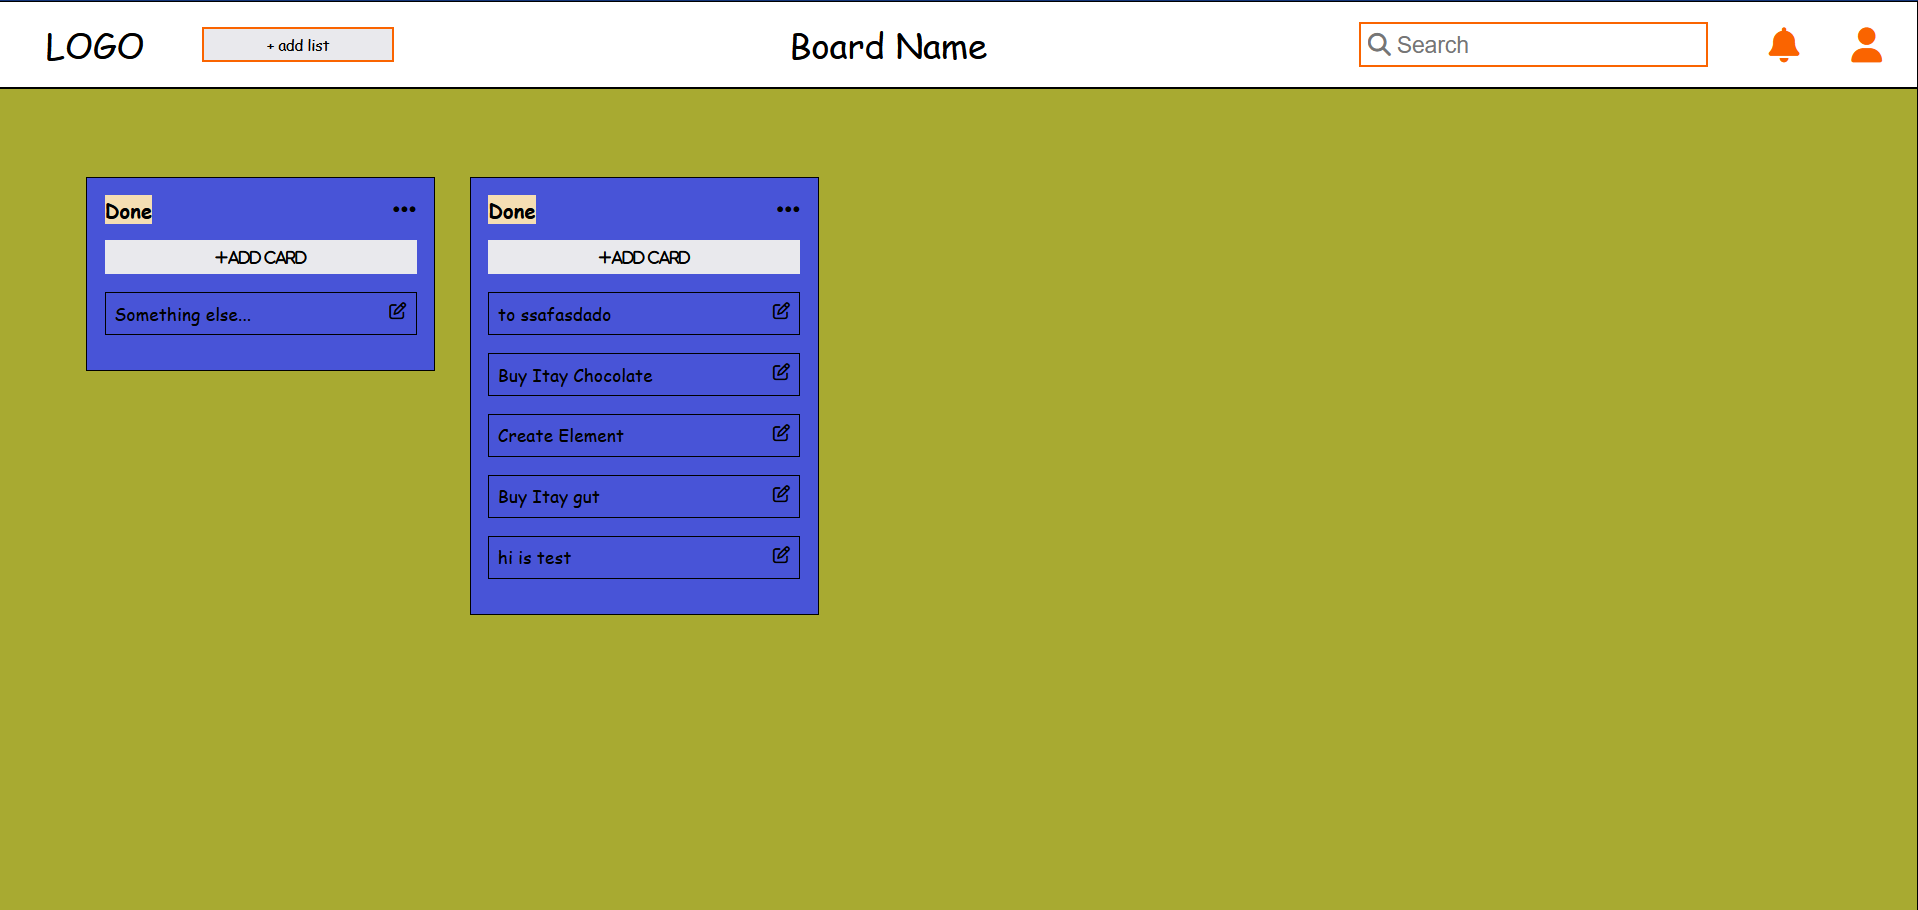 LOGO
+ add list
Board Name
Search
Done
+ADD CARD
Something else...
Done
+ADD CARD
to ssafasdado
Buy Itay Chocolate
Create Element
Buy Itay gut
hi is test